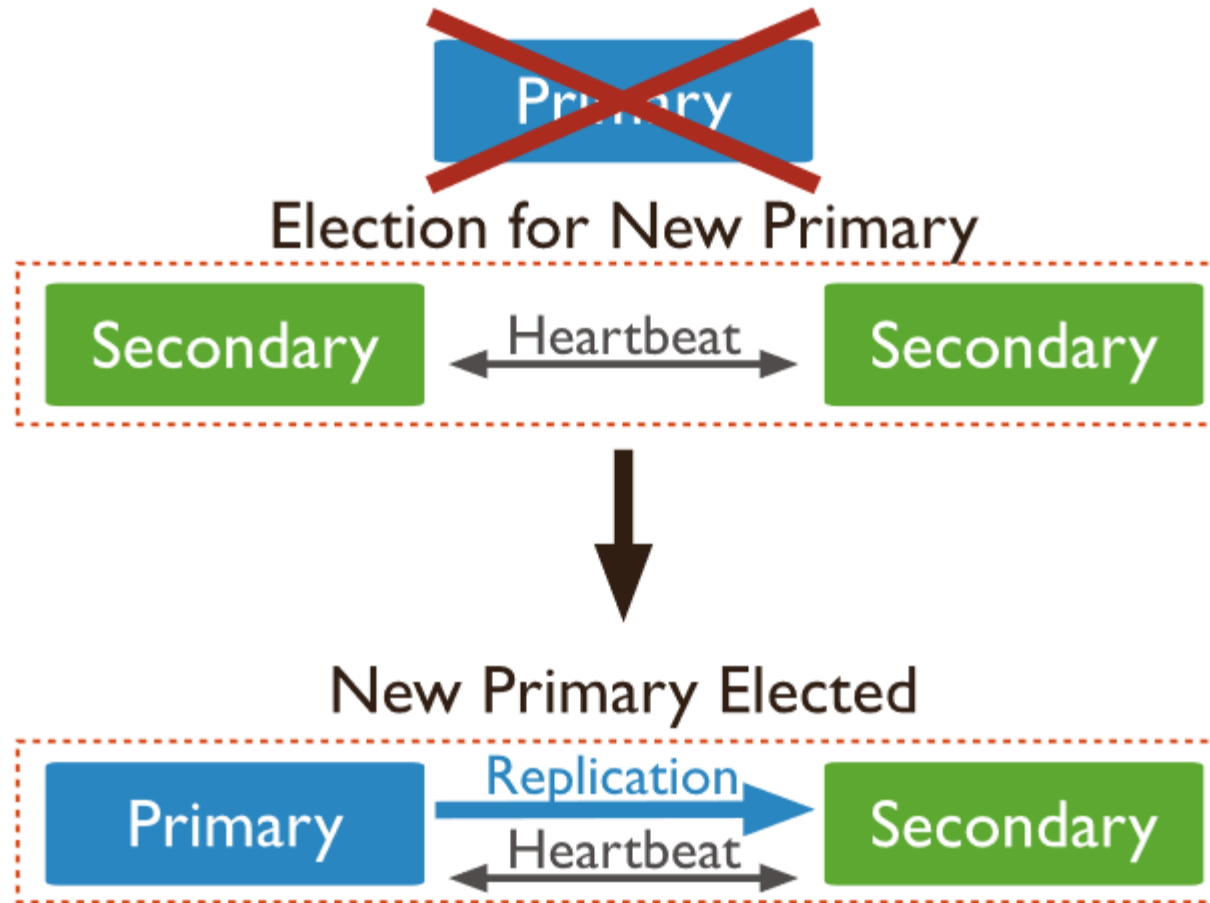 Primary
Election for New Primary
Secondary
Heartbeat
Secondary
New Primary Elected
Primary
Replication
Heartbeat
Secondary